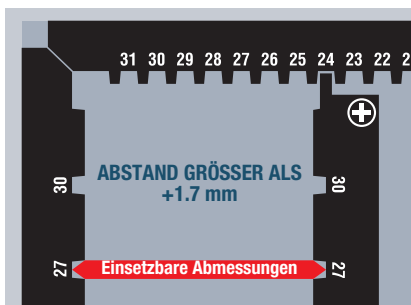 31 30 29 28 27 26 25 24 23 22 2
30
ABSTAND GRÖSSER ALS
+1.7 mm
30
27
Einsetzbare Abmessungen
27